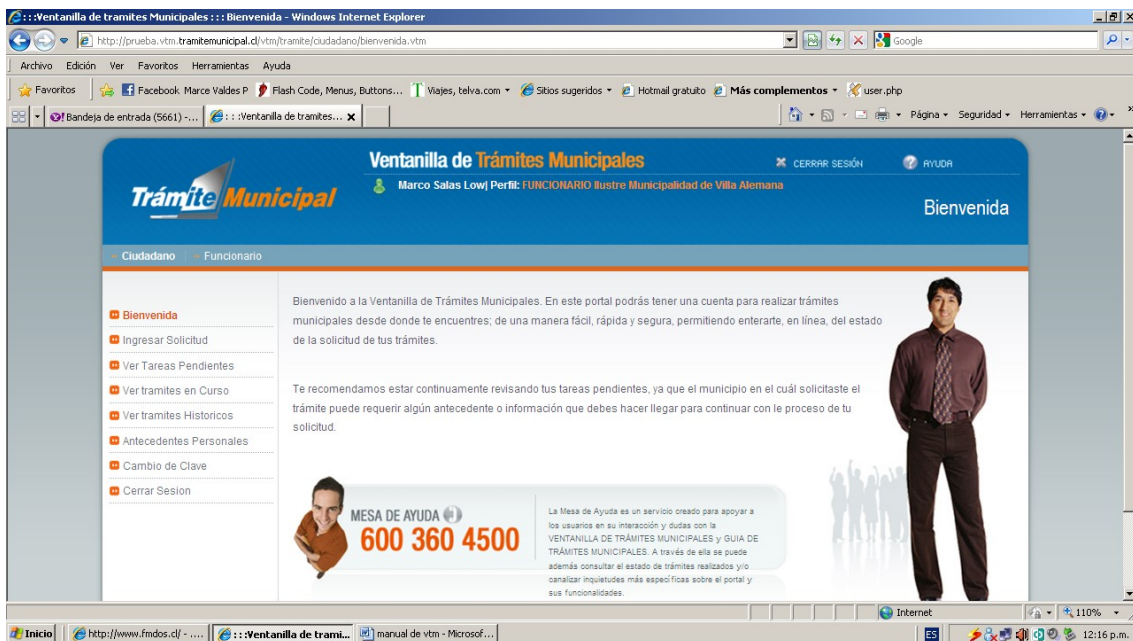 : : :Ventanilla de tramites Municipales : : : Bienvenida - Windows Internet Explorer
http://prueba.vtm.tramitemunicipal.cl/vtm/tramite/ciudadano/bienvenida.vtm
Google
Archivo Edición Ver Favoritos Herramientas Ayuda
Favoritos Facebook Marce Valdes P Flash Code, Menus, Buttons... Viajes, telva.com Sitios sugeridos Hotmail gratuito Más complementos user.php
Bandeja de entrada (5661) -... : : :Ventanilla de tramites... Página Seguridad Herramientas
Ventanilla de Trámites Municipales
CERRAR SESIÓN AYUDA
Marco Salas Low| Perfil: FUNCIONARIO Ilustre Municipalidad de Villa Alemana
Trámite Municipal
Bienvenida
Ciudadano Funcionario
Bienvenida
Ingresar Solicitud
Ver Tareas Pendientes
Ver tramites en Curso
Ver tramites Historicos
Antecedentes Personales
Cambio de Clave
Cerrar Sesion
Bienvenido a la Ventanilla de Trámites Municipales. En este portal podrás tener una cuenta para realizar trámites
municipales desde donde te encuentres; de una manera fácil, rápida y segura, permitiendo enterarte, en línea, del estado
de la solicitud de tus trámites.
Te recomendamos estar continuamente revisando tus tareas pendientes, ya que el municipio en el cuál solicitaste el
trámite puede requerir algún antecedente o información que debes hacer llegar para continuar con le proceso de tu
solicitud.
MESA DE AYUDA
600 360 4500
La Mesa de Ayuda es un servicio creado para apoyar a
los usuarios en su interacción y dudas con la
VENTANILLA DE TRÁMITES MUNICIPALES y GUIA DE
TRÁMITES MUNICIPALES. A través de ella se puede
además consultar el estado de trámites realizados y/o
canalizar inquietudes más específicas sobre el portal y
sus funcionalidades.
Internet 110%
Inicio http://www.fmdos.cl/ - .... : : :Ventanilla de trami... manual de vtm - Microsof... ES 12:16 p.m.